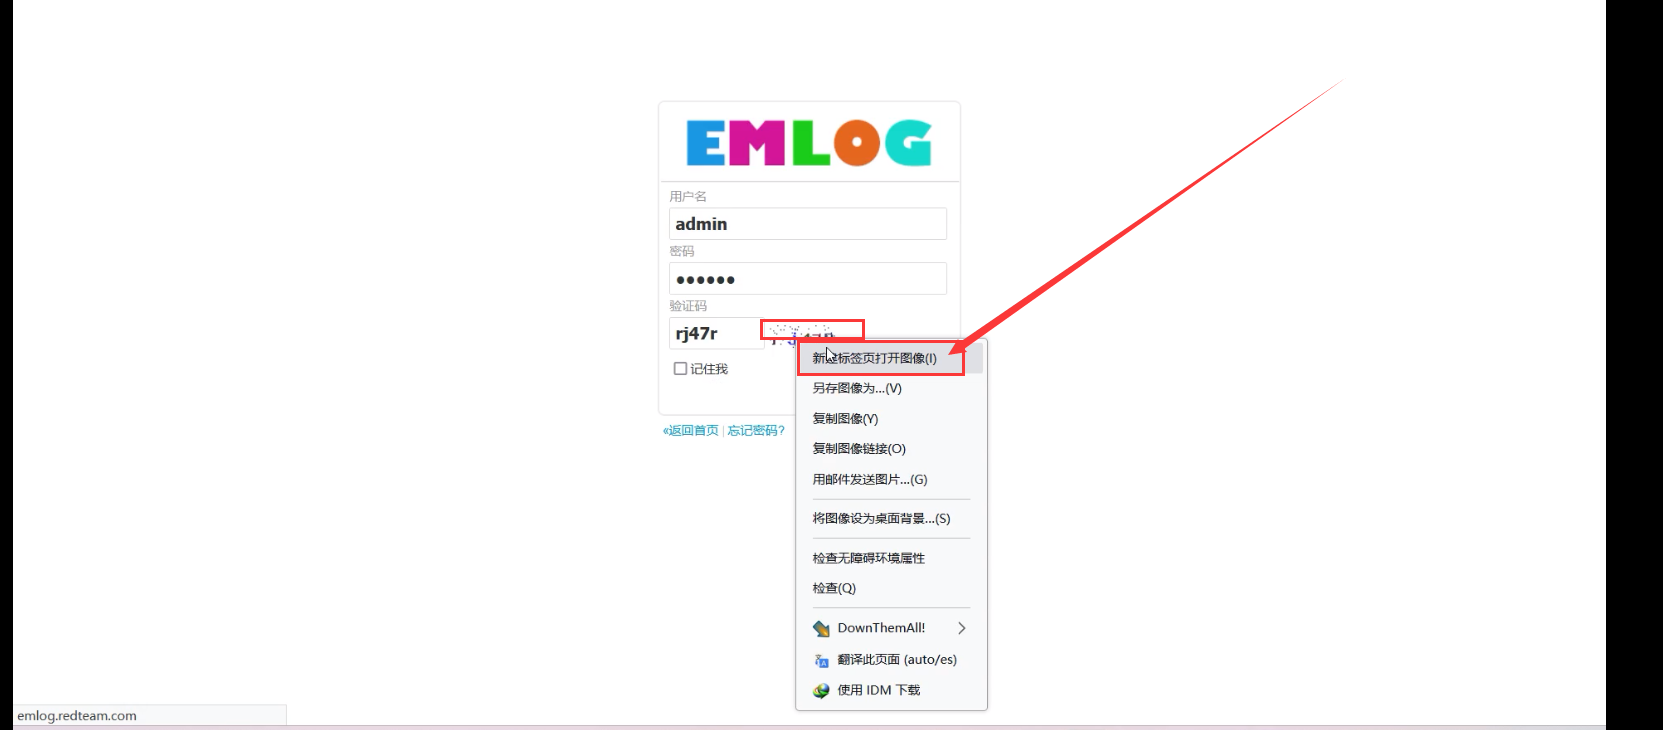 EMLOG
用户名
admin
密码
验证码
rj47r
记住我
«返回首页 | 忘记密码?
新建标签页打开图像(I)
另存图像为...(V)
复制图像(Y)
复制图像链接(O)
用邮件发送图片...(G)
将图像设为桌面背景...(S)
检查无障碍环境属性
检查(Q)
DownThemAll!
翻译此页面 (auto/es)
使用 IDM 下载
emlog.redteam.com